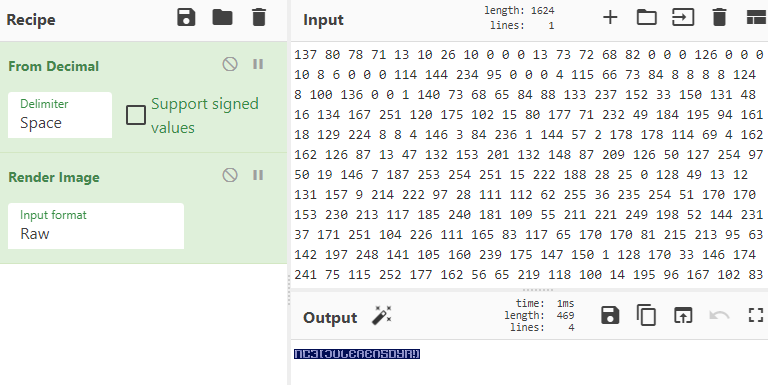 Recipe
From Decimal
Delimiter
Space
Support signed
values
Render Image
Input format
Raw
Input
length: 1624
lines: 1
137 80 78 71 13 10 26 10 0 0 0 13 73 72 68 82 0 0 0 126 0 0 0
10 8 6 0 0 0 114 144 234 95 0 0 0 4 115 66 73 84 8 8 8 8 124
8 100 136 0 0 1 140 73 68 65 84 88 133 237 152 33 150 131 48
16 134 167 251 120 175 102 15 80 177 71 232 49 184 195 94 161
18 129 224 8 8 4 146 3 84 236 1 144 57 2 178 178 114 69 4 162
162 126 87 13 47 132 153 201 132 148 87 209 126 50 127 254 97
50 19 146 7 187 253 254 251 15 222 188 28 25 0 128 49 13 12
131 157 9 214 222 97 28 111 112 62 255 36 235 254 51 170 170
153 230 213 117 185 240 181 109 55 211 221 249 198 52 144 231
37 171 251 104 226 111 165 83 117 65 170 170 81 215 213 95 63
142 197 248 141 105 160 239 175 147 150 1 128 170 33 146 174
241 75 115 252 177 162 56 65 219 118 100 14 195 96 167 102 83
Output
time: 1ms
length: 469
lines: 4